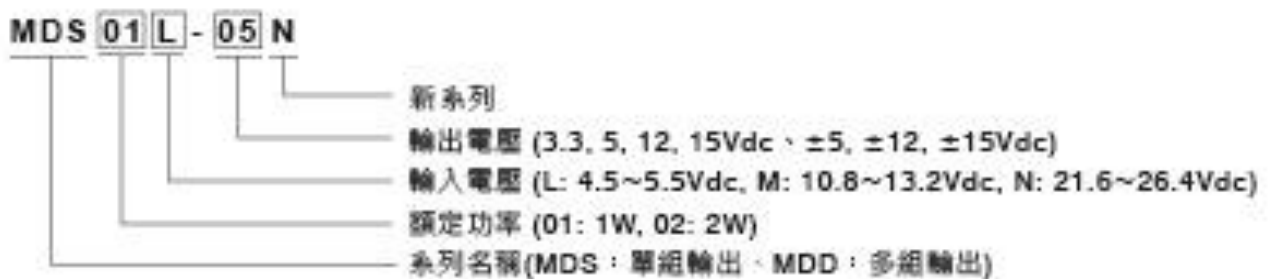 MDS 01 L - 05 N
新系列
輸出電壓 (3.3, 5, 12, 15Vdc、±5, ±12, ±15Vdc)
輸入電壓 (L: 4.5~5.5Vdc, M: 10.8~13.2Vdc, N: 21.6~26.4Vdc)
額定功率 (01: 1W, 02: 2W)
系列名稱(MDS：單組輸出、MDD：多組輸出)